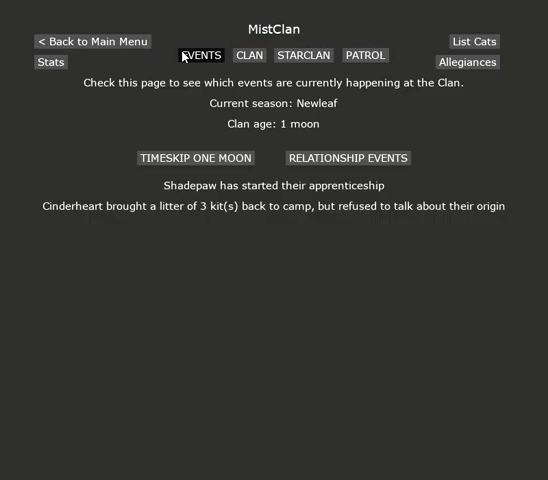 MistClan
< Back to Main Menu
List Cats
EVENTS
CLAN
STARCLAN
PATROL
Stats
Allegiances
Check this page to see which events are currently happening at the Clan.
Current season: Newleaf
Clan age: 1 moon
TIMESKIP ONE MOON
RELATIONSHIP EVENTS
Shadepaw has started their apprenticeship
Cinderheart brought a litter of 3 kit(s) back to camp, but refused to talk about their origin